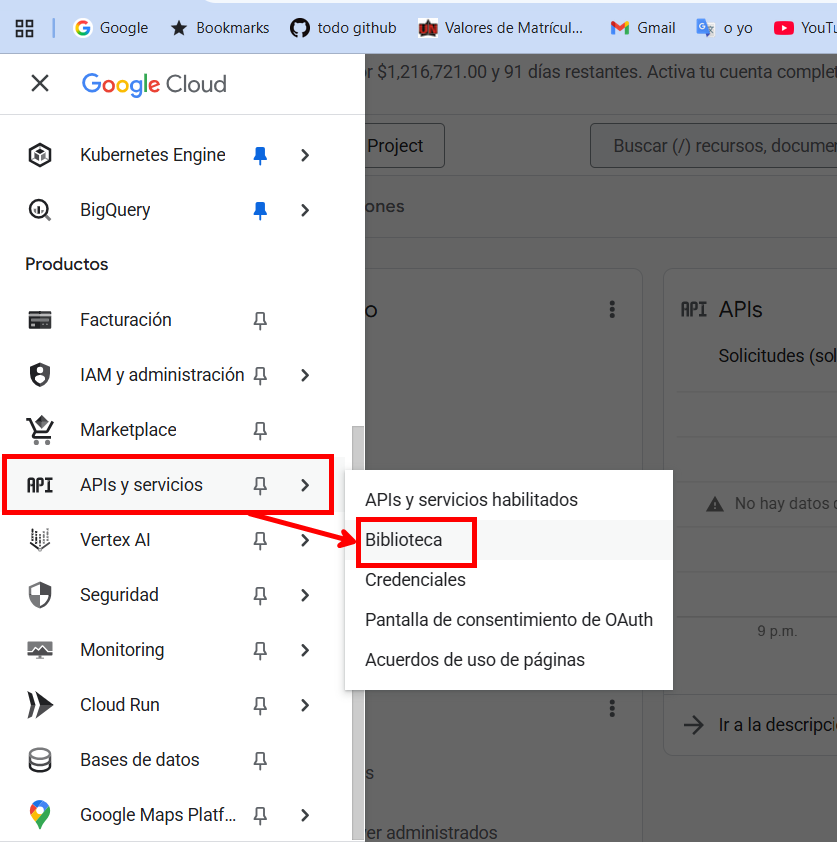 Google
Bookmarks
todo github
Valores de Matrícul...
Gmail
o yo
YouTu
Google Cloud
r $1,216,721.00 y 91 días restantes. Activa tu cuenta complet
Kubernetes Engine
Project
Buscar (/) recursos, documen
BigQuery
ones
Productos
Facturación
o
API APIs
IAM y administración
Solicitudes (sol
Marketplace
API APIs y servicios
APIs y servicios habilitados
No hay datos d
Vertex AI
Biblioteca
Credenciales
Seguridad
Pantalla de consentimiento de OAuth
9 p.m.
Monitoring
Acuerdos de uso de páginas
Cloud Run
Ir a la descripci
Bases de datos
s
Google Maps Platf...
er administrados